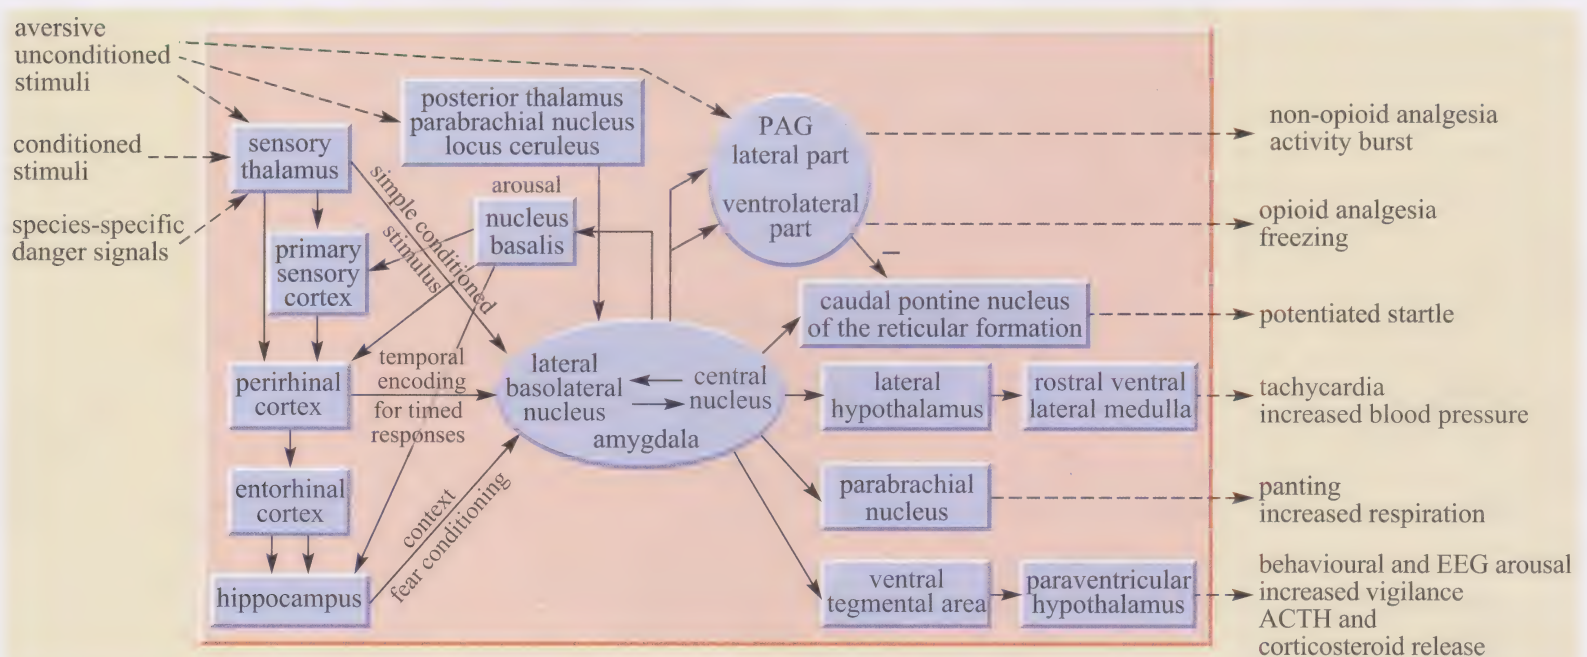 aversive
unconditioned
stimuli
conditioned
stimuli
species-specific
danger signals
sensory
thalamus
posterior thalamus
parabrachial nucleus
locus ceruleus
arousal
nucleus
basalis
primary
sensory
cortex
simple conditioned
stimulus
perirhinal
cortex
temporal
encoding
for timed
responses
entorhinal
cortex
hippocampus
context
fear conditioning
lateral
basolateral
nucleus
central
nucleus
amygdala
PAG
lateral part
ventrolateral
part
–
caudal pontine nucleus
of the reticular formation
lateral
hypothalamus
rostral ventral
lateral medulla
parabrachial
nucleus
ventral
tegmental area
paraventricular
hypothalamus
non-opioid analgesia
activity burst
opioid analgesia
freezing
potentiated startle
tachycardia
increased blood pressure
panting
increased respiration
behavioural and EEG arousal
increased vigilance
ACTH and
corticosteroid release